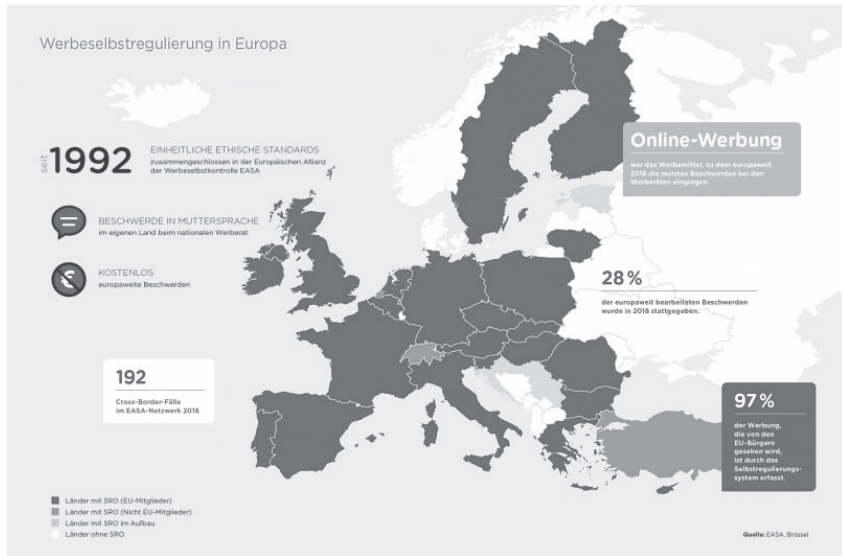 Werbeselbstregulierung in Europa
seit 1992
EINHEITLICHE ETHISCHE STANDARDS
zusammengeschlossen in der Europäischen Allianz
der Werbeselbstkontrolle EASA
BESCHWERDE IN MUTTERSPRACHE
im eigenen Land beim nationalen Werberat
KOSTENLOS
europaweite Beschwerden
Online-Werbung
war das Werbemittel, zu dem europaweit
2018 die meisten Beschwerden bei den
Werberäten eingingen.
28 %
der europaweit bearbeiteten Beschwerden
wurde in 2018 stattgegeben.
192
Cross-Border-Fälle
im EASA-Netzwerk 2018
97 %
der Werbung,
die von den
EU-Bürgern
gesehen wird,
ist durch das
Selbstregulierungs-
system erfasst.
Länder mit SRO (EU-Mitglieder)
Länder mit SRO (Nicht EU-Mitglieder)
Länder mit SRO im Aufbau
Länder ohne SRO
Quelle: EASA, Brüssel